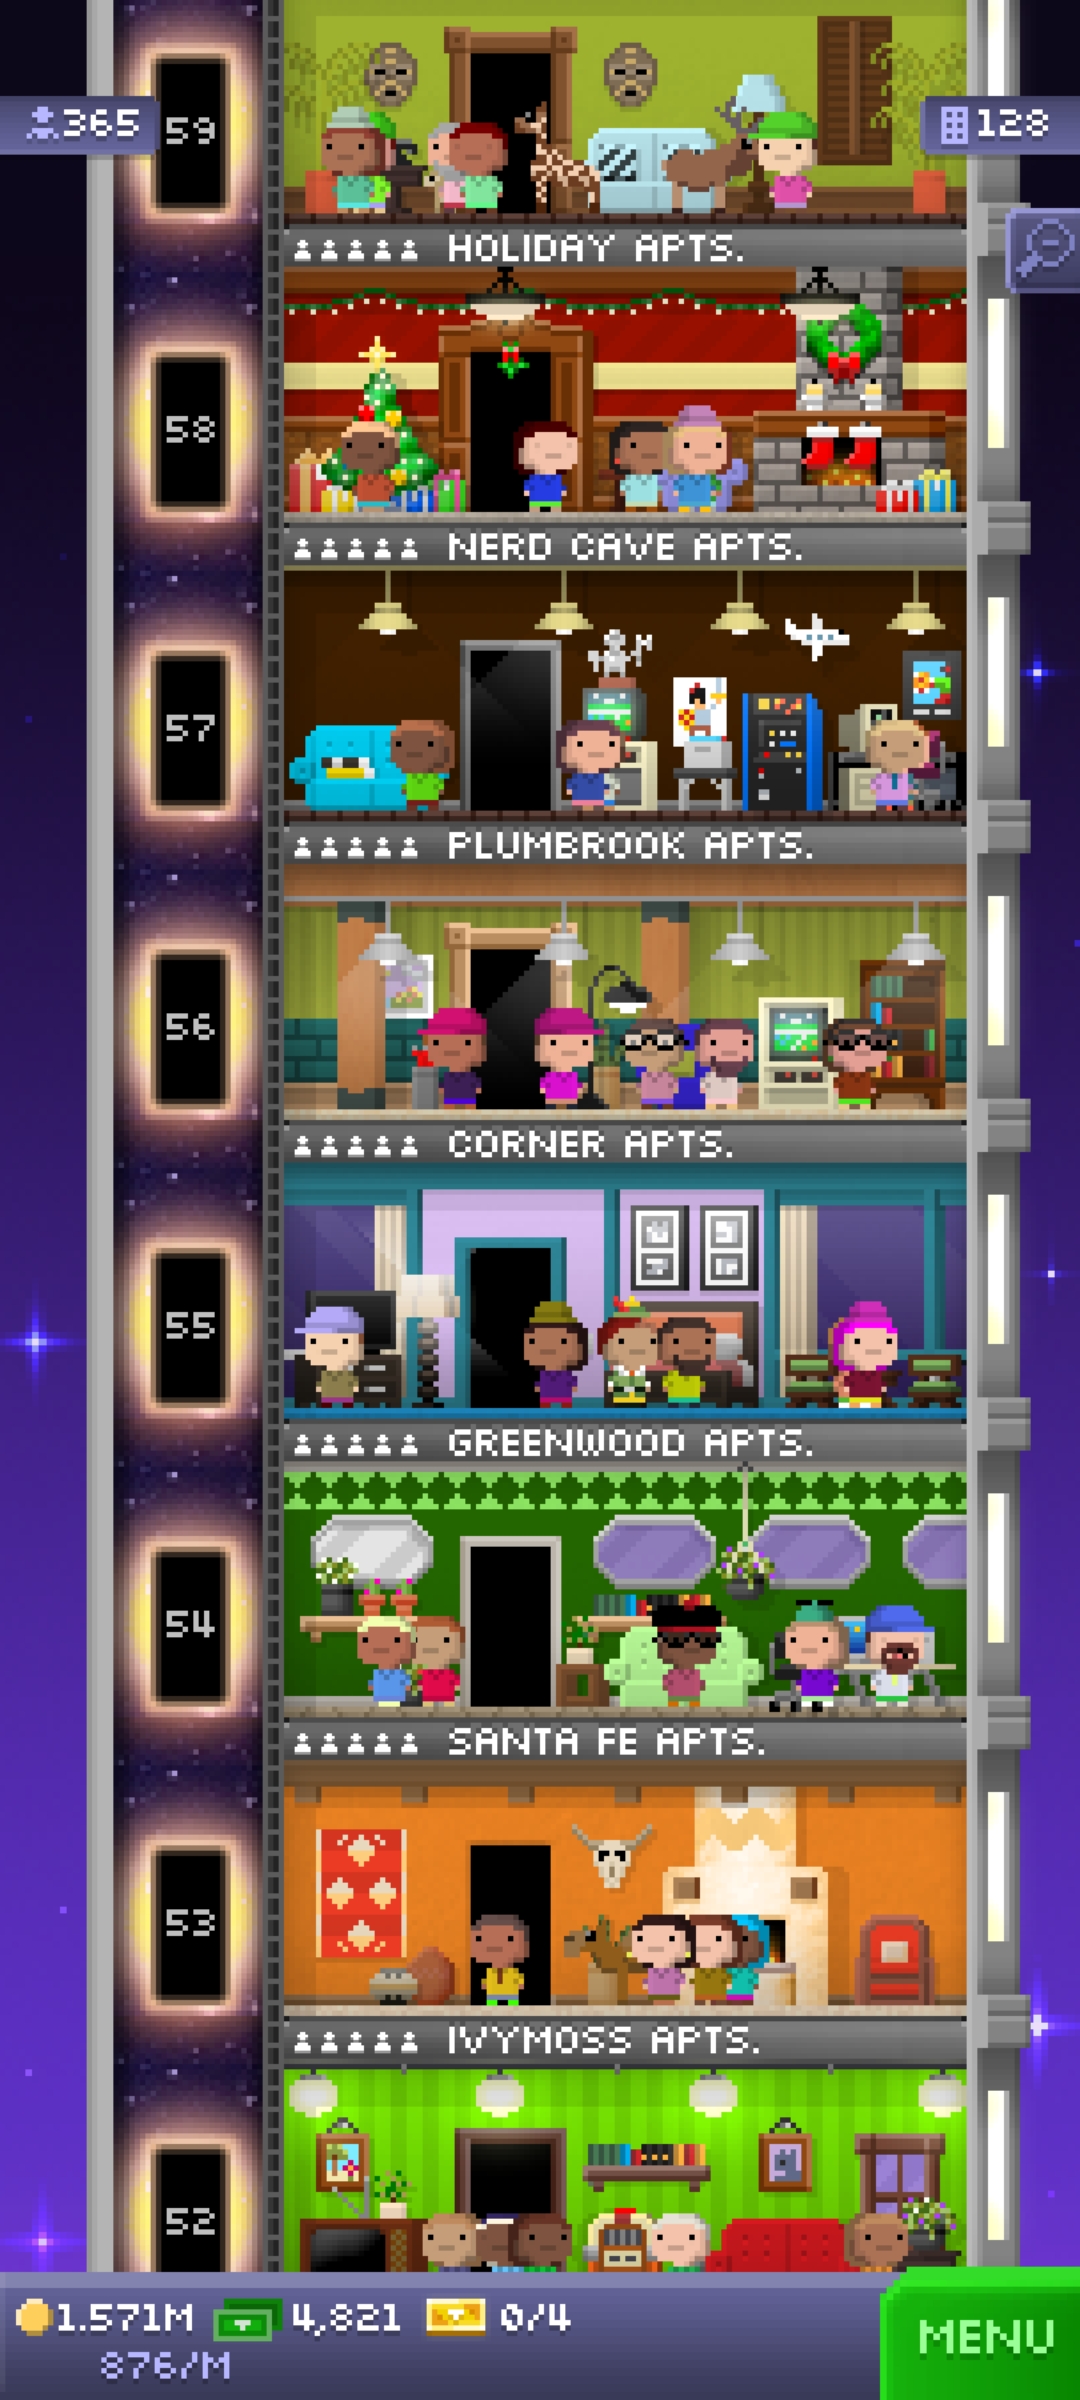 365
59
128
HOLIDAY APTS.
58
NERD CAVE APTS.
57
PLUMBROOK APTS.
56
CORNER APTS.
55
GREENWOOD APTS.
54
SANTA FE APTS.
53
IVYMOSS APTS.
52
1.571M 4,821 0/4
876/M
MENU